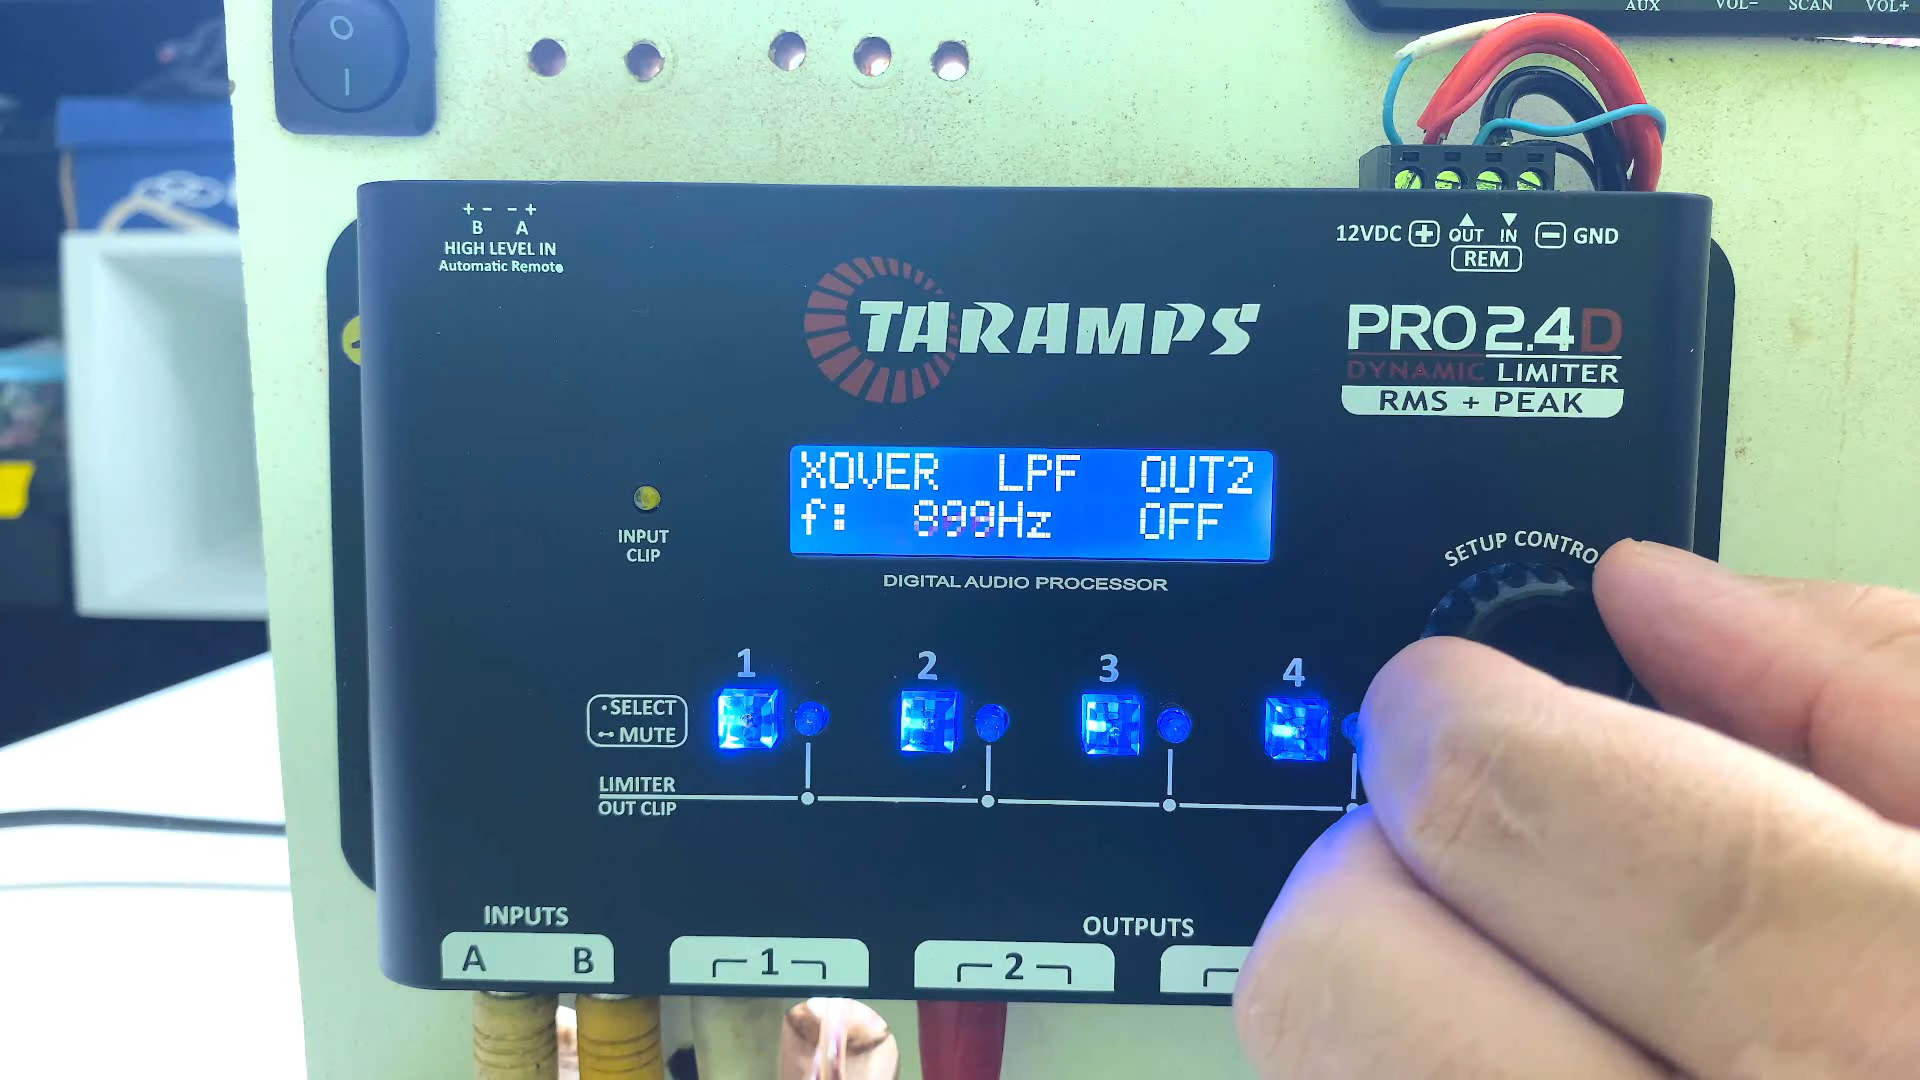 AUX VOL− SCAN VOL+
O
I
+ − − +
B A
HIGH LEVEL IN
Automatic Remote
12VDC + OUT IN − GND
REM
TARAMPS
PRO 2.4D
DYNAMIC LIMITER
RMS + PEAK
XOVER LPF OUT2
f: 999Hz OFF
INPUT
CLIP
DIGITAL AUDIO PROCESSOR
SETUP CONTRO
1 2 3 4
SELECT
MUTE
LIMITER
OUT CLIP
INPUTS
A B
OUTPUTS
1 2